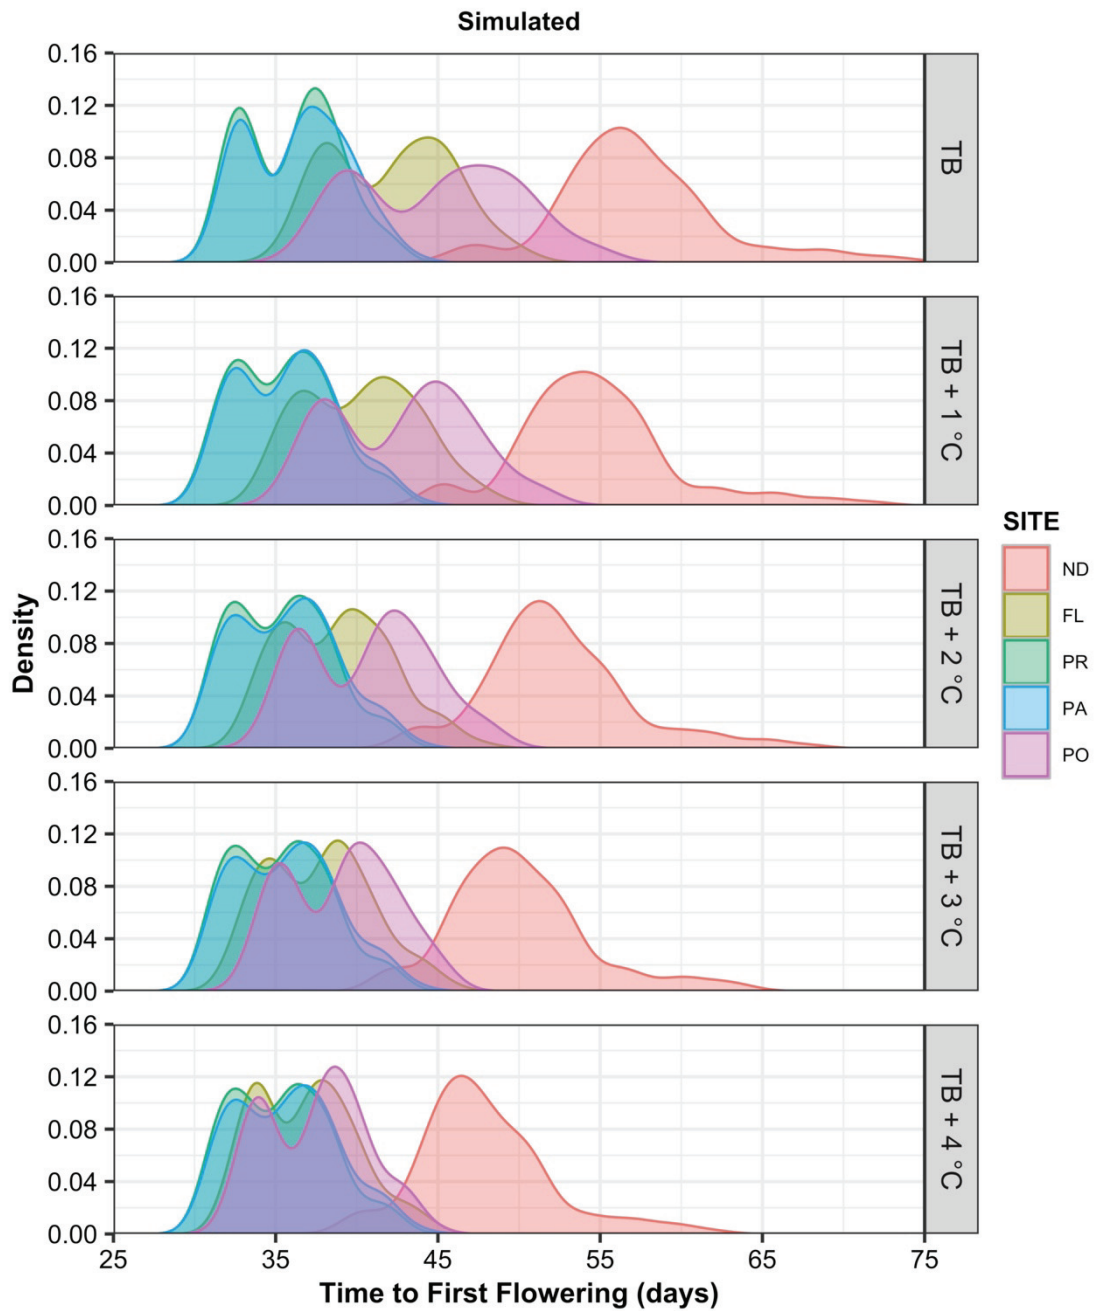 Simulated
0.16
0.12
0.08
0.04
0.00
TB
0.16
0.12
0.08
0.04
0.00
TB + 1 °C
0.16
0.12
0.08
0.04
0.00
TB + 2 °C
0.16
0.12
0.08
0.04
0.00
TB + 3 °C
0.16
0.12
0.08
0.04
0.00
TB + 4 °C
Density
25 35 45 55 65 75
Time to First Flowering (days)
SITE
ND
FL
PR
PA
PO